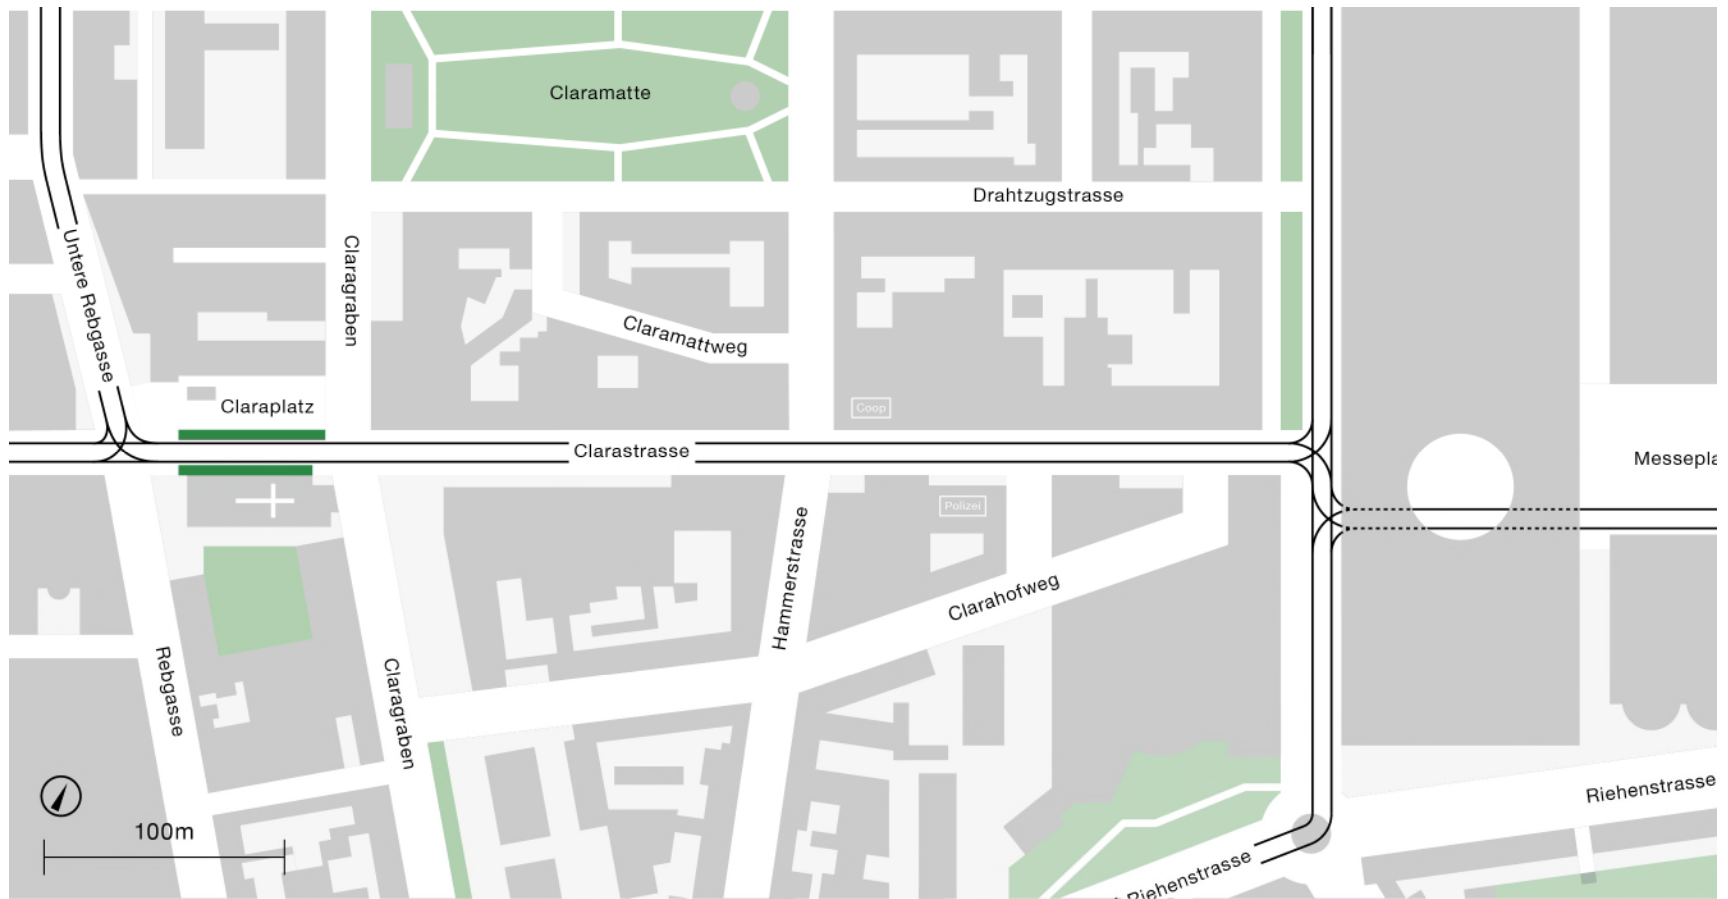 Claramatte
Drahtzugstrasse
Untere Rebgasse
Claragraben
Claramattweg
Claraplatz
Coop
Clarastrasse
Messepla
Polizei
Hammerstrasse
Clarahofweg
Rebgasse
Claragraben
Riehenstrasse
100m
Riehenstrasse